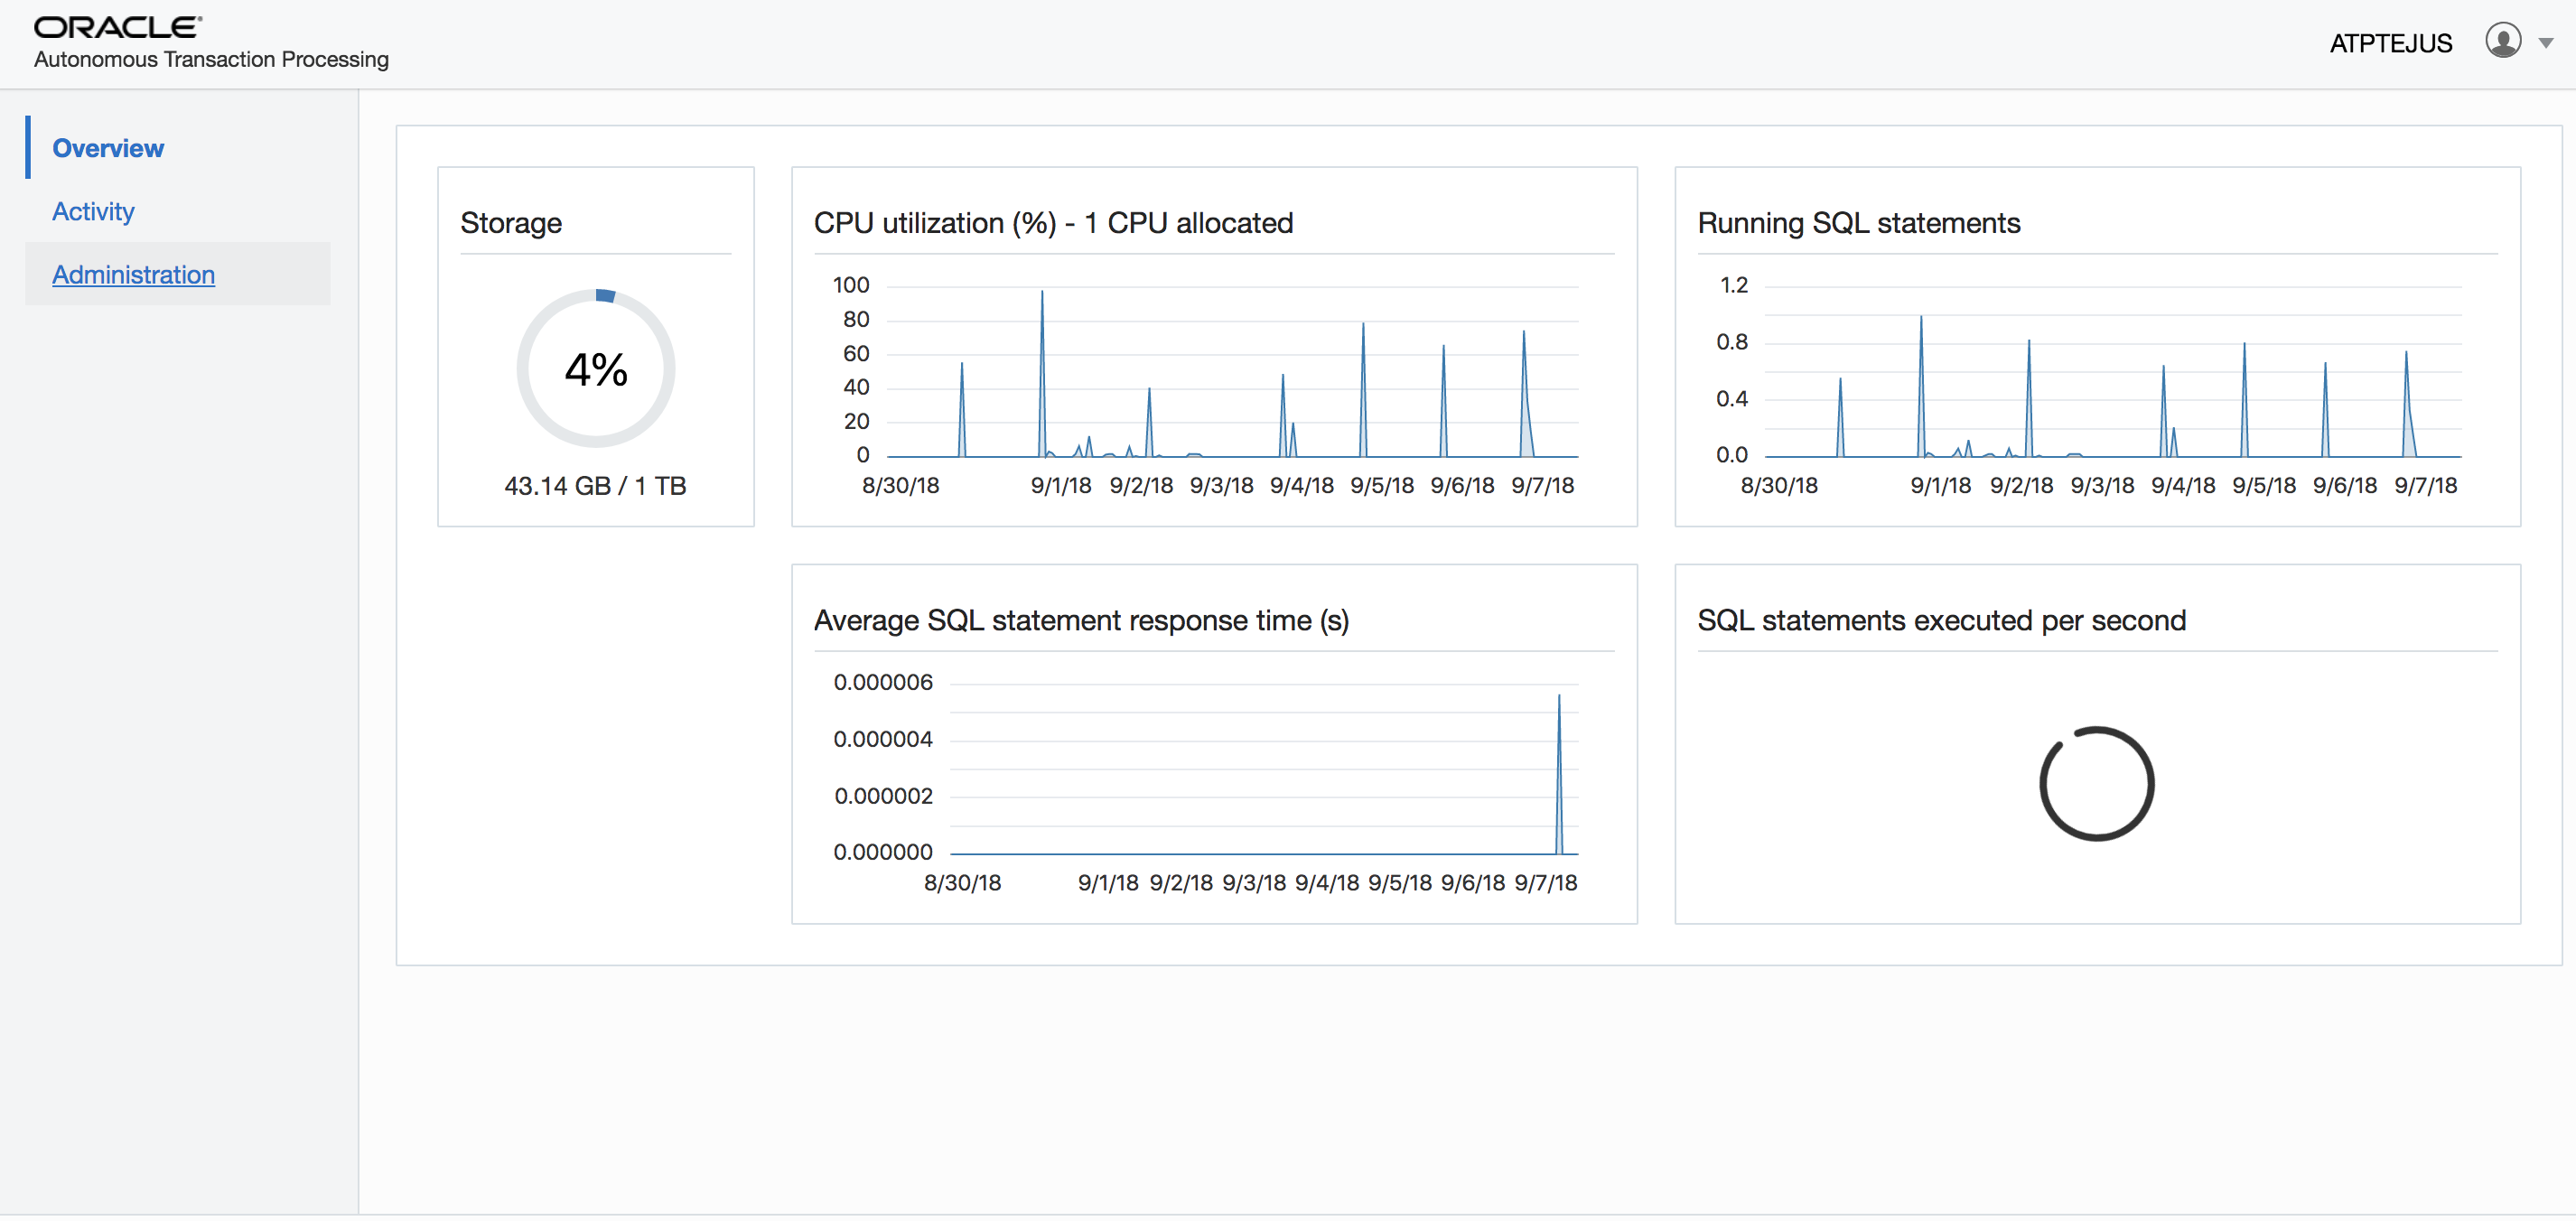 ORACLE®
Autonomous Transaction Processing
ATPTEJUS
Overview
Activity
Administration
Storage
4%
43.14 GB / 1 TB
CPU utilization (%) - 1 CPU allocated
100
80
60
40
20
0
8/30/18 9/1/18 9/2/18 9/3/18 9/4/18 9/5/18 9/6/18 9/7/18
Running SQL statements
1.2
0.8
0.4
0.0
8/30/18 9/1/18 9/2/18 9/3/18 9/4/18 9/5/18 9/6/18 9/7/18
Average SQL statement response time (s)
0.000006
0.000004
0.000002
0.000000
8/30/18 9/1/18 9/2/18 9/3/18 9/4/18 9/5/18 9/6/18 9/7/18
SQL statements executed per second